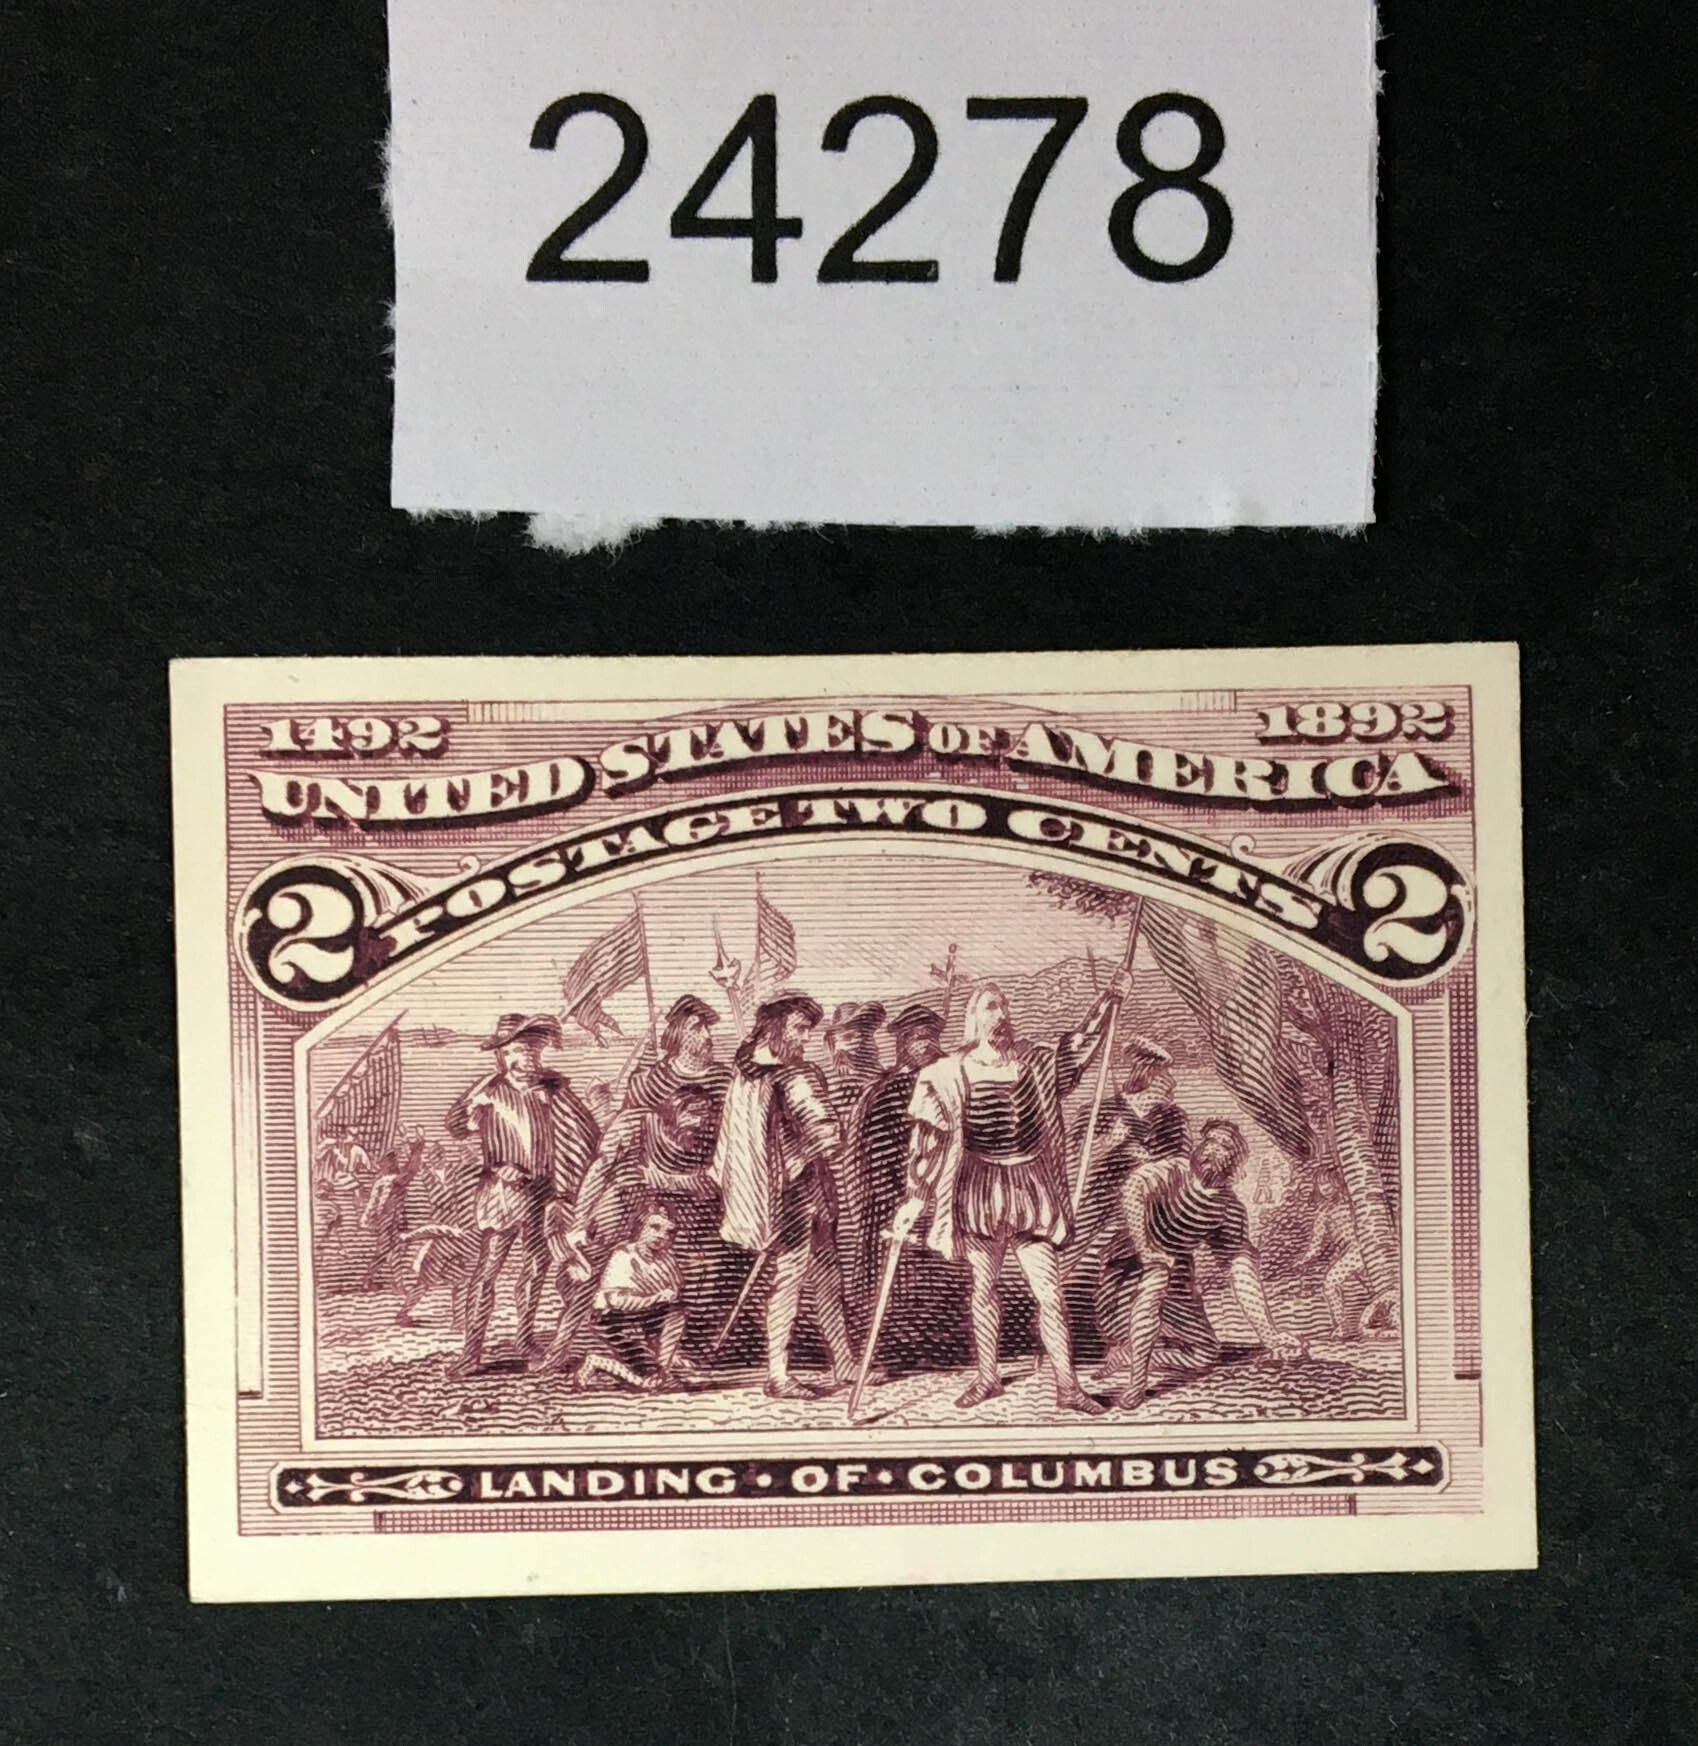 24278
1492 1892
UNITED STATES OF AMERICA
POSTAGE TWO CENTS
2 2
LANDING · OF · COLUMBUS